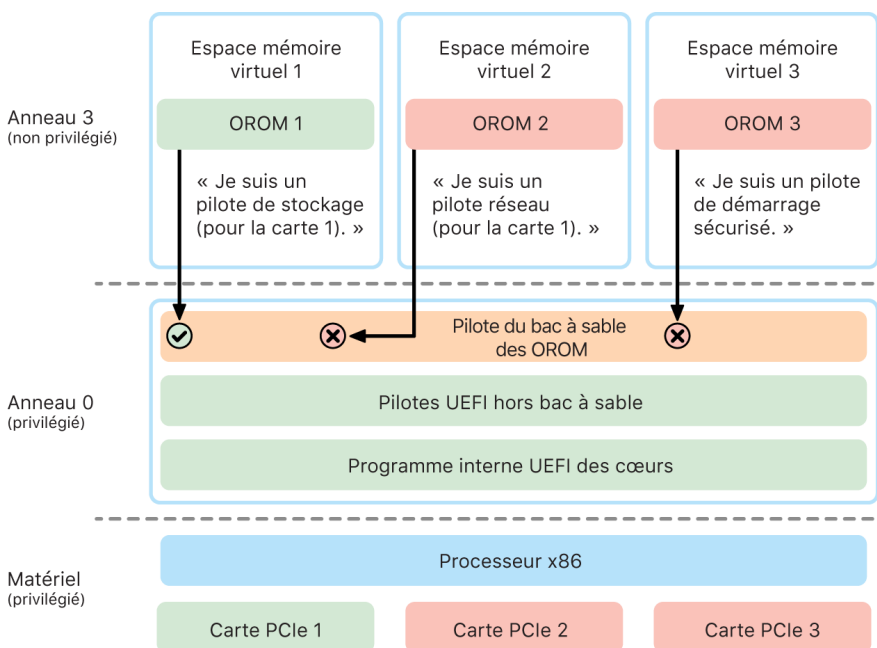 Espace mémoire
virtuel 1
Espace mémoire
virtuel 2
Espace mémoire
virtuel 3
Anneau 3
(non privilégié)
OROM 1
OROM 2
OROM 3
« Je suis un
pilote de stockage
(pour la carte 1). »
« Je suis un
pilote réseau
(pour la carte 1). »
« Je suis un pilote
de démarrage
sécurisé. »
Pilote du bac à sable
des OROM
Anneau 0
(privilégié)
Pilotes UEFI hors bac à sable
Programme interne UEFI des cœurs
Matériel
(privilégié)
Processeur x86
Carte PCIe 1
Carte PCIe 2
Carte PCIe 3